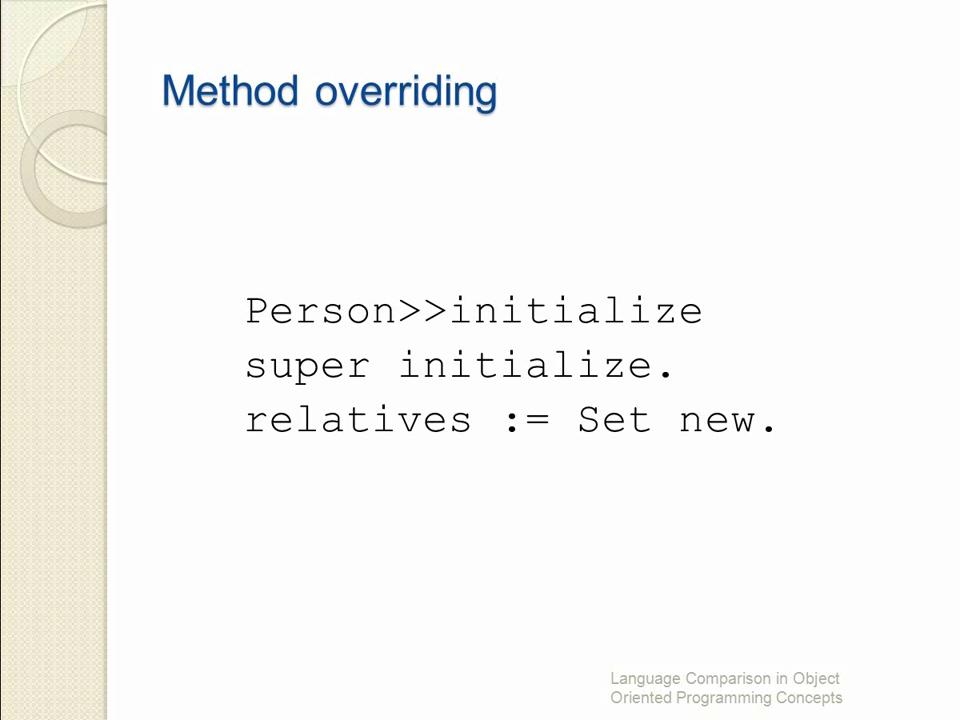 Method overriding
Person>>initialize
super initialize.
relatives := Set new.
Language Comparison in Object
Oriented Programming Concepts